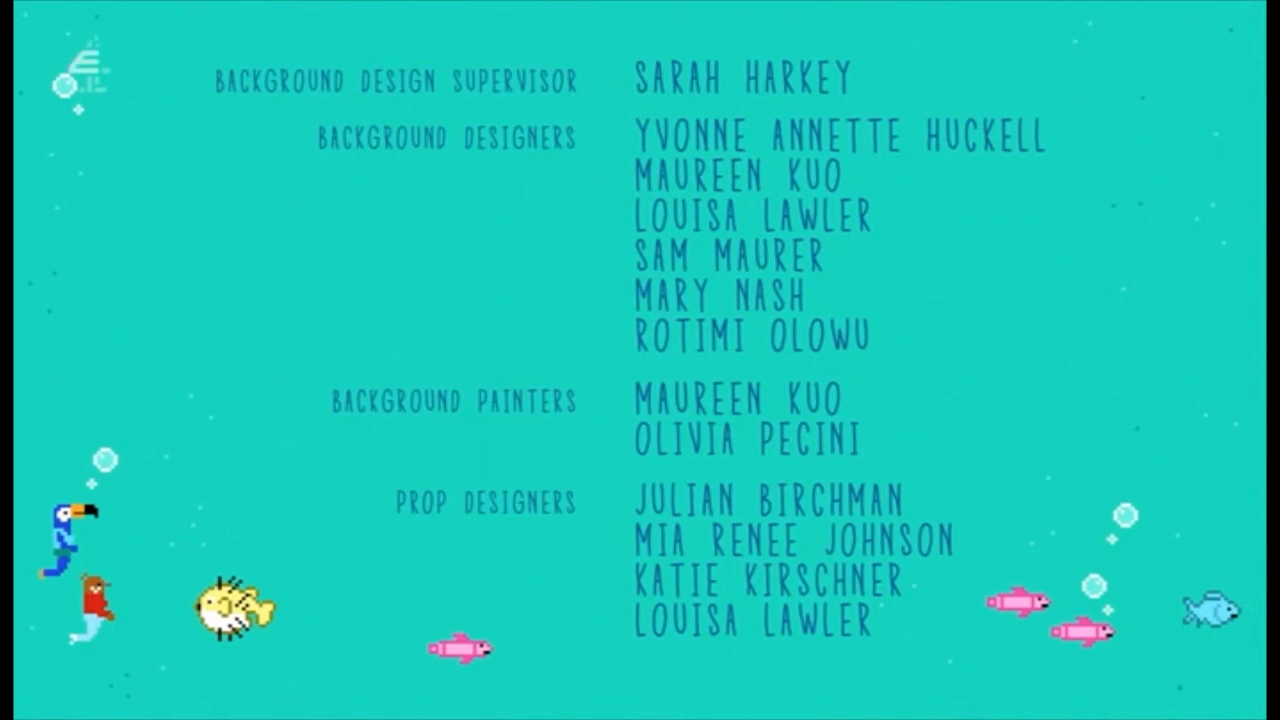 BACKGROUND DESIGN SUPERVISOR SARAH HARKEY
BACKGROUND DESIGNERS YVONNE ANNETTE HUCKELL
MAUREEN KUO
LOUISA LAWLER
SAM MAURER
MARY NASH
ROTIMI OLOWU
BACKGROUND PAINTERS MAUREEN KUO
OLIVIA PECINI
PROP DESIGNERS JULIAN BIRCHMAN
MIA RENEE JOHNSON
KATIE KIRSCHNER
LOUISA LAWLER